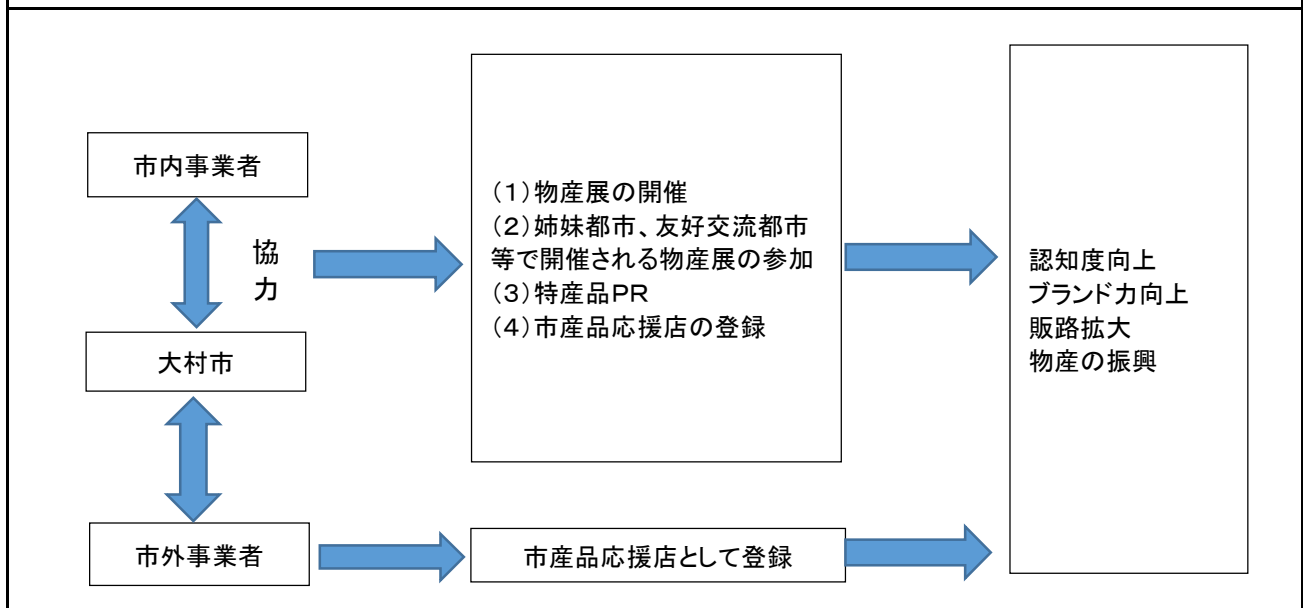 市内事業者
協
力
大村市
市外事業者
(1)物産展の開催
(2)姉妹都市、友好交流都市
等で開催される物産展の参加
(3)特産品PR
(4)市産品応援店の登録
市産品応援店として登録
認知度向上
ブランド力向上
販路拡大
物産の振興